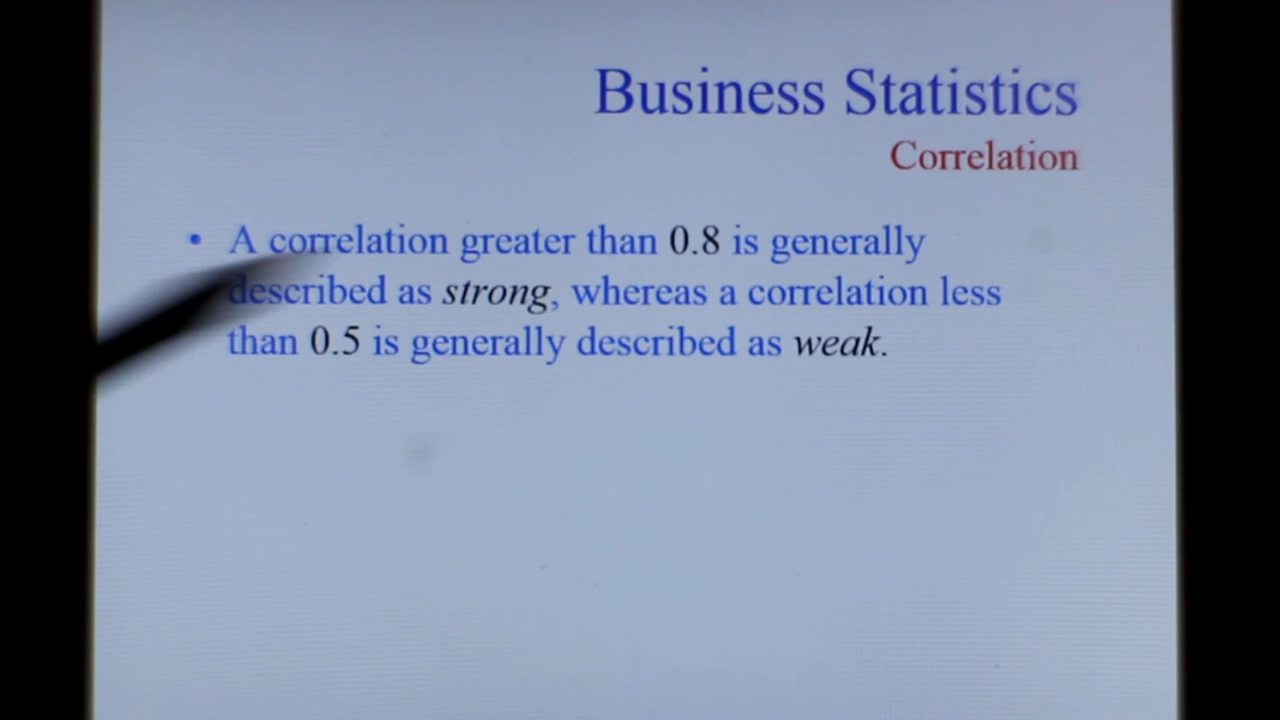 Business Statistics
Correlation
• A correlation greater than 0.8 is generally
described as strong, whereas a correlation less
than 0.5 is generally described as weak.